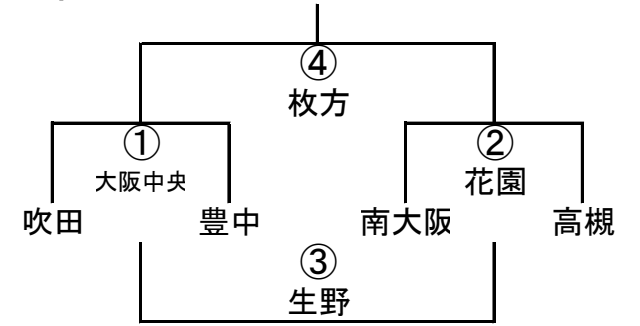 ④
枚方
① ②
大阪中央 花園
吹田 豊中 南大阪 高槻
③
生野